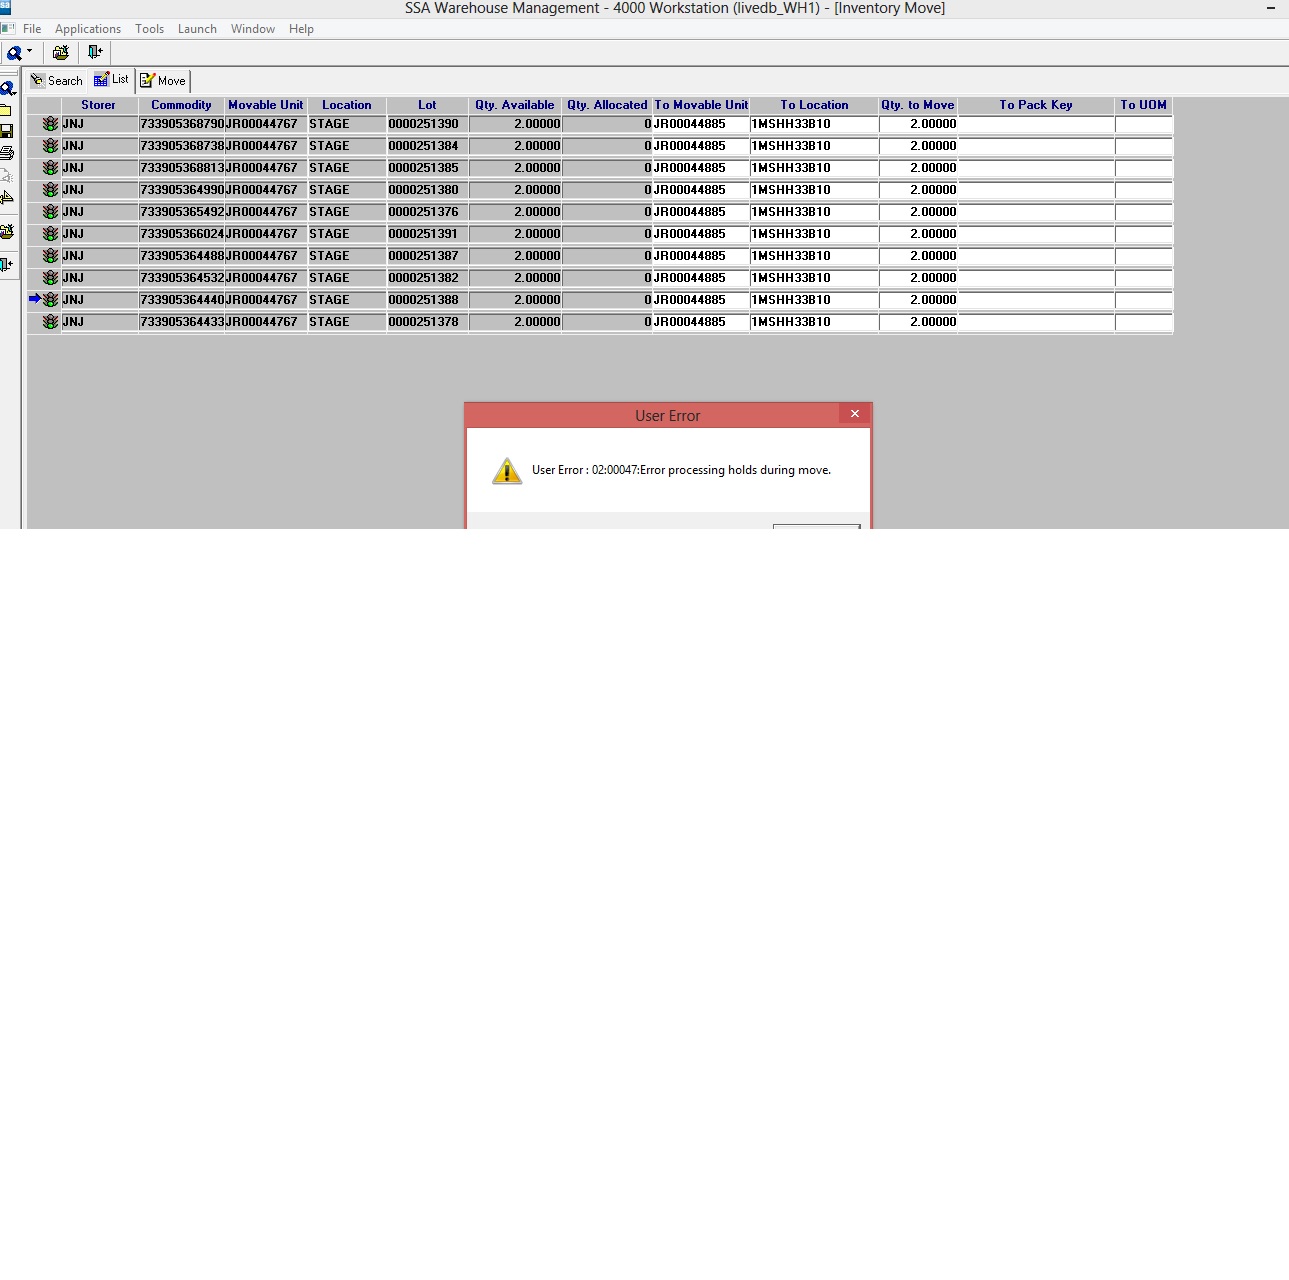 SSA Warehouse Management - 4000 Workstation (livedb_WH1) - [Inventory Move]
File Applications Tools Launch Window Help
Search List Move
Storer Commodity Movable Unit Location Lot Qty. Available Qty. Allocated To Movable Unit To Location Qty. to Move To Pack Key To UOM
JNJ 733905368790 JR00044767 STAGE 0000251390 2.00000 0 JR00044885 1MSHH33B10 2.00000
JNJ 733905368738 JR00044767 STAGE 0000251384 2.00000 0 JR00044885 1MSHH33B10 2.00000
JNJ 733905368813 JR00044767 STAGE 0000251385 2.00000 0 JR00044885 1MSHH33B10 2.00000
JNJ 733905364990 JR00044767 STAGE 0000251380 2.00000 0 JR00044885 1MSHH33B10 2.00000
JNJ 733905365492 JR00044767 STAGE 0000251376 2.00000 0 JR00044885 1MSHH33B10 2.00000
JNJ 733905366024 JR00044767 STAGE 0000251391 2.00000 0 JR00044885 1MSHH33B10 2.00000
JNJ 733905364488 JR00044767 STAGE 0000251387 2.00000 0 JR00044885 1MSHH33B10 2.00000
JNJ 733905364532 JR00044767 STAGE 0000251382 2.00000 0 JR00044885 1MSHH33B10 2.00000
JNJ 733905364440 JR00044767 STAGE 0000251388 2.00000 0 JR00044885 1MSHH33B10 2.00000
JNJ 733905364433 JR00044767 STAGE 0000251378 2.00000 0 JR00044885 1MSHH33B10 2.00000
User Error
User Error : 02:00047:Error processing holds during move.